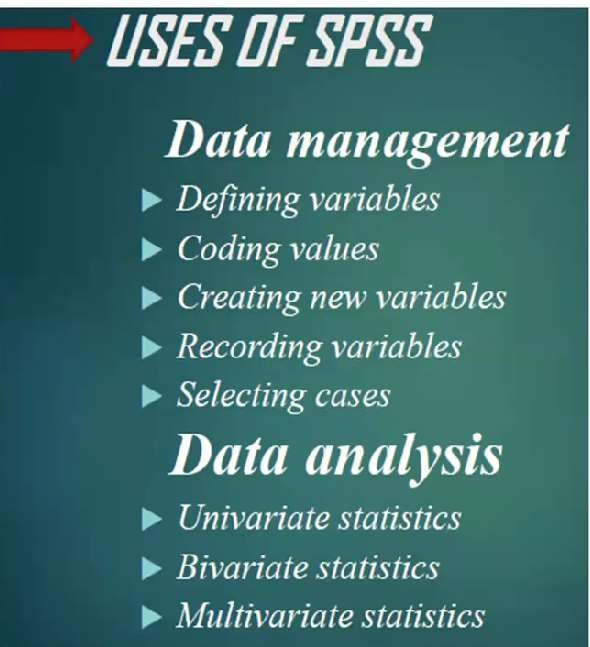 USES OF SPSS
Data management
Defining variables
Coding values
Creating new variables
Recording variables
Selecting cases
Data analysis
Univariate statistics
Bivariate statistics
Multivariate statistics